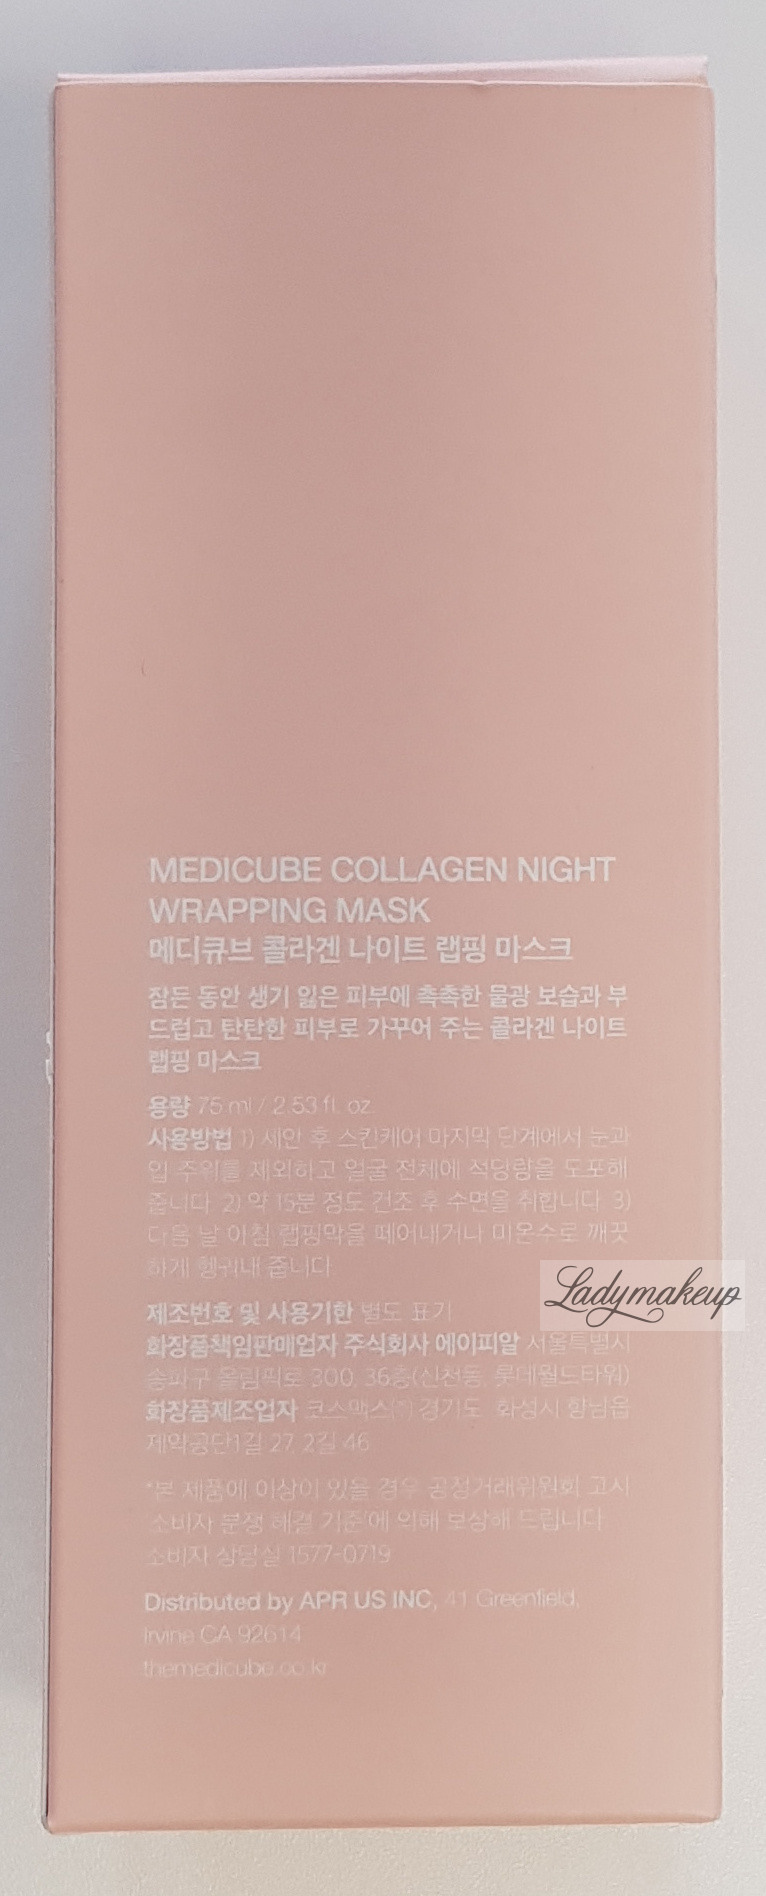 MEDICUBE COLLAGEN NIGHT
WRAPPING MASK
메디큐브 콜라겐 나이트 랩핑 마스크
잠든 동안 생기 잃은 피부에 촉촉한 물광 보습과 부
드럽고 탄탄한 피부로 가꾸어 주는 콜라겐 나이트
랩핑 마스크
용량 75 ml / 2.53 fl. oz
사용방법 1) 세안 후 스킨케어 마지막 단계에서 눈과
입 주위를 제외하고 얼굴 전체에 적당량을 도포해
줍니다. 2) 약 15분 정도 건조 후 수면을 취합니다. 3)
다음 날 아침 랩핑막을 떼어내거나 미온수로 깨끗
하게 헹궈내 줍니다.
Ladymakeup
제조번호 및 사용기한 별도 표기
화장품책임판매업자 주식회사 에이피알 서울특별시
송파구 올림픽로 300, 36층(신천동, 롯데월드타워)
화장품제조업자 코스맥스(주) 경기도 화성시 향남읍
제약공단1길 27, 2길 46
*본 제품에 이상이 있을 경우 공정거래위원회 고시
'소비자 분쟁 해결 기준'에 의해 보상해 드립니다.
소비자 상담실 1577-0719
Distributed by APR US INC, 41 Greenfield,
Irvine CA 92614
themedicube.co.kr